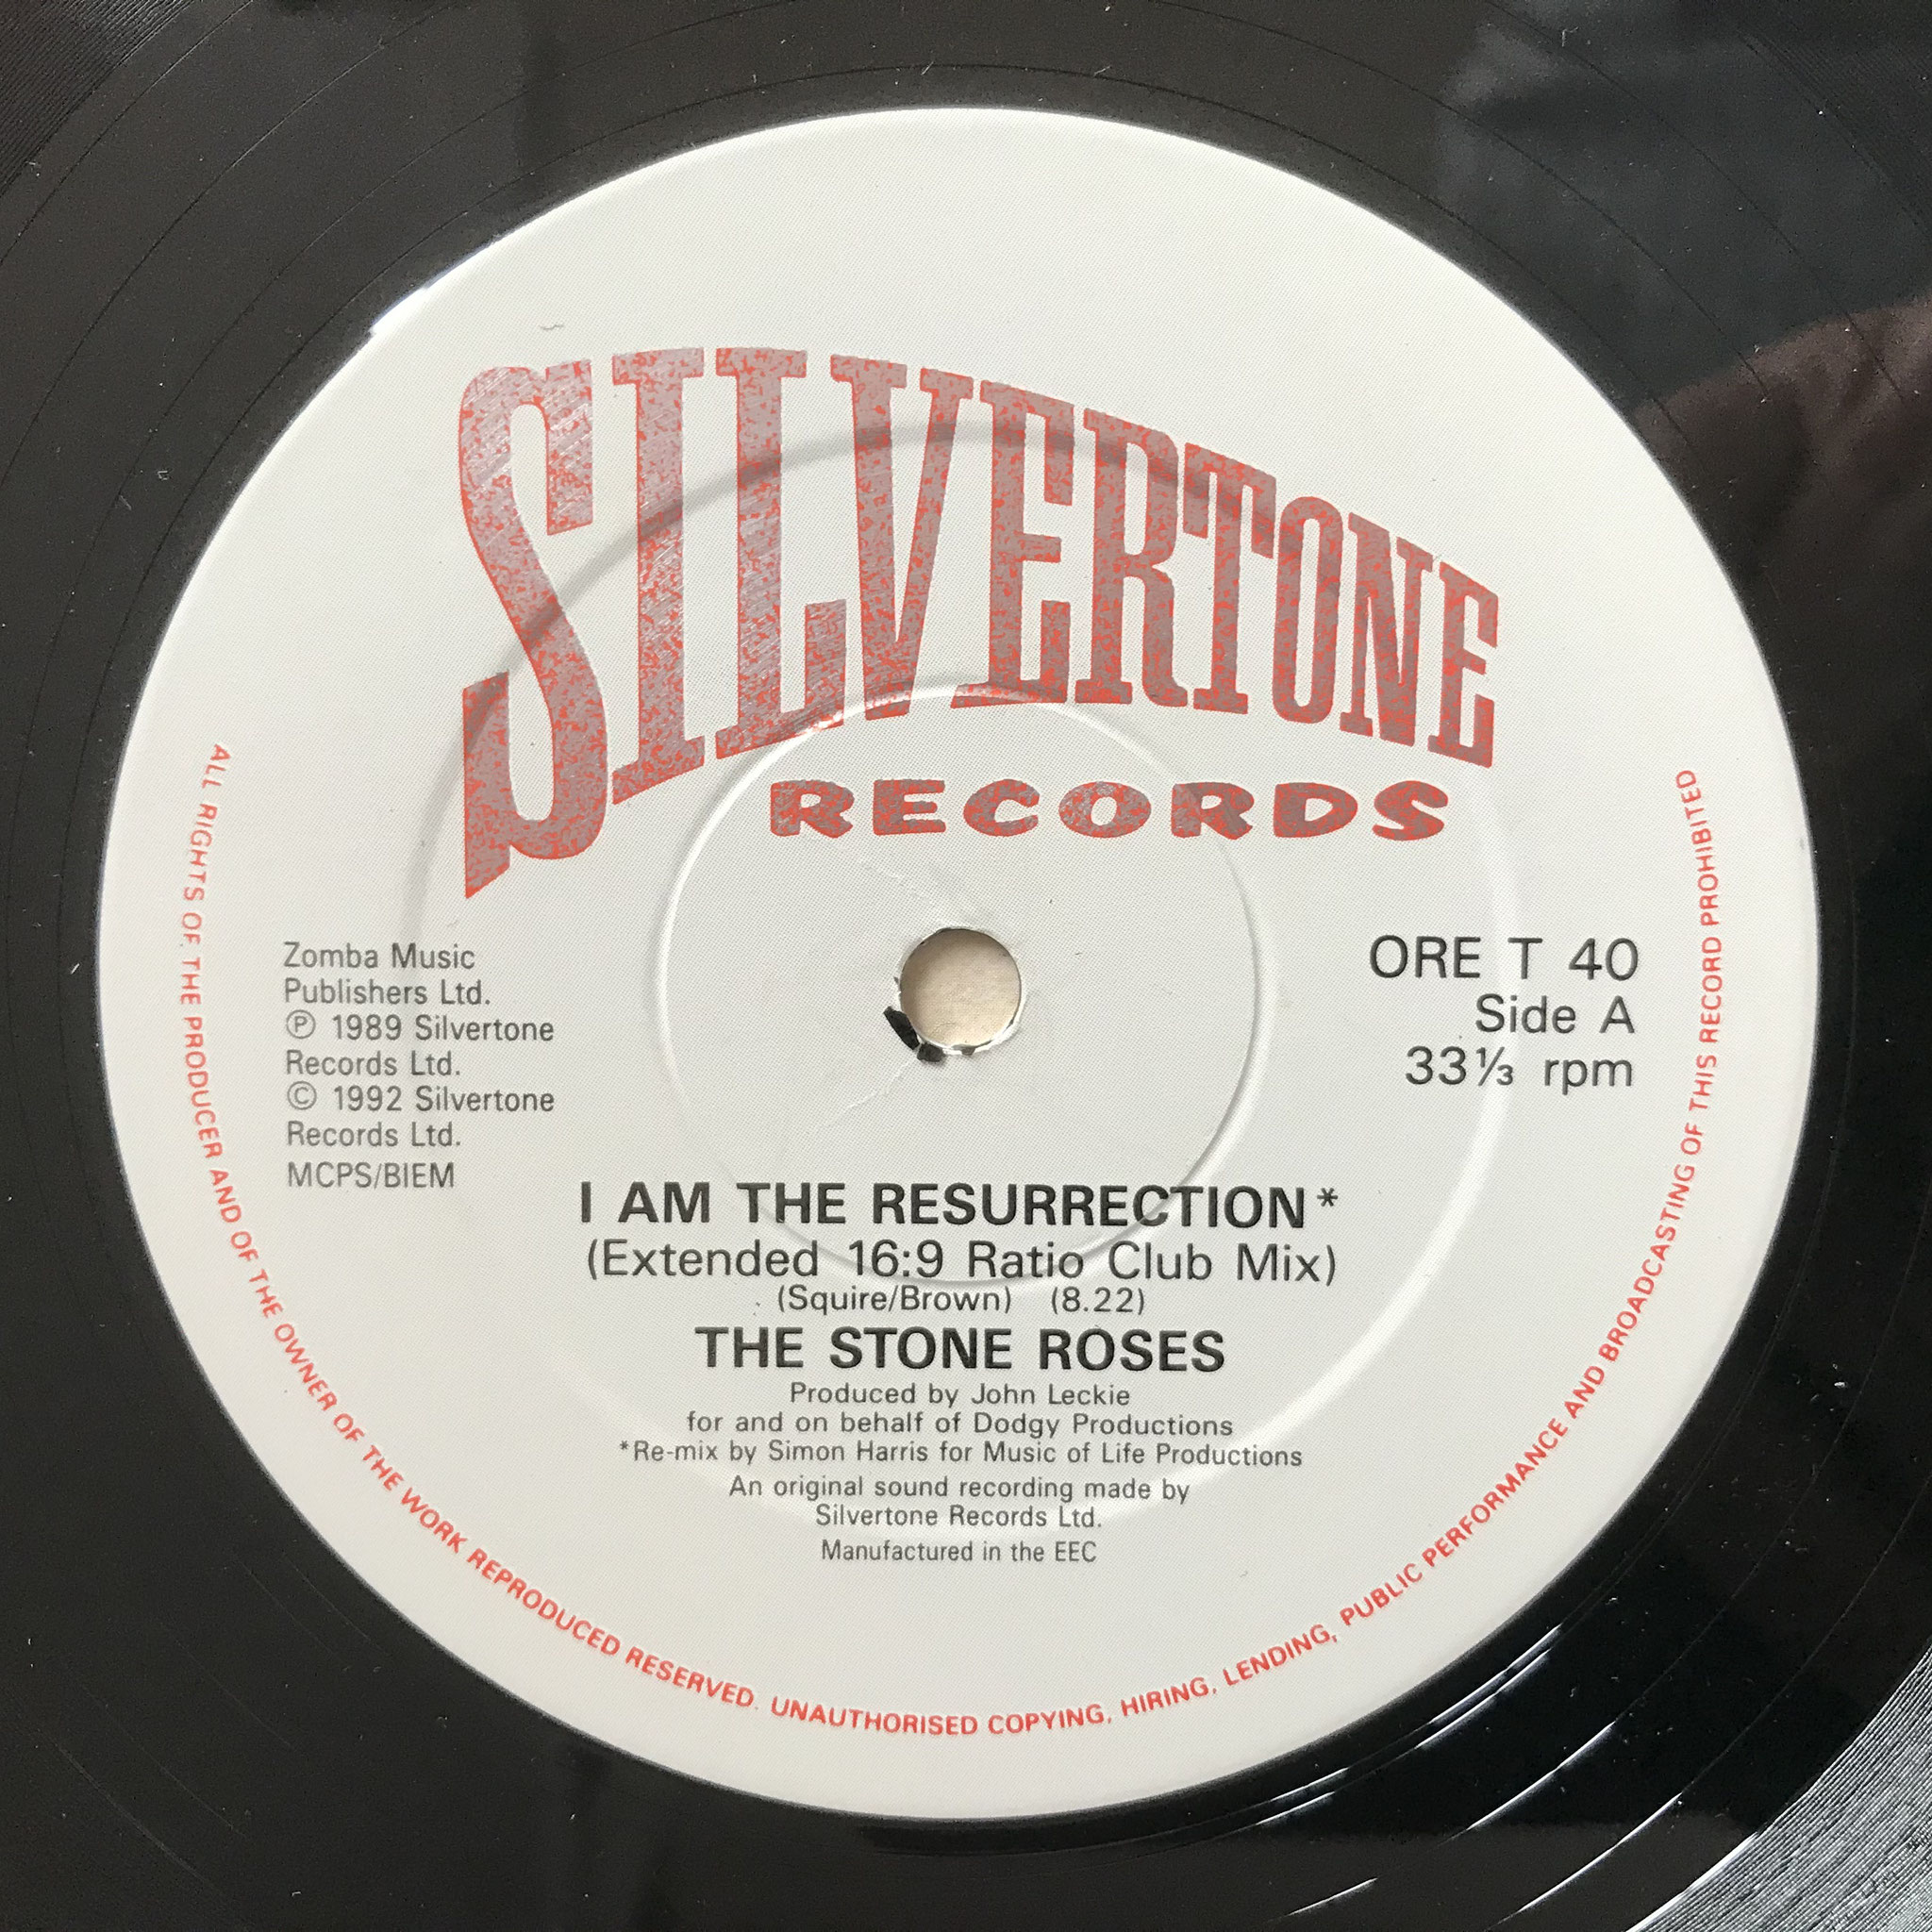 SILVERTONE
RECORDS
Zomba Music
Publishers Ltd.
℗ 1989 Silvertone
Records Ltd.
© 1992 Silvertone
Records Ltd.
MCPS/BIEM
ORE T 40
Side A
33⅓ rpm
I AM THE RESURRECTION*
(Extended 16:9 Ratio Club Mix)
(Squire/Brown) (8.22)
THE STONE ROSES
Produced by John Leckie
for and on behalf of Dodgy Productions
*Re-mix by Simon Harris for Music of Life Productions
An original sound recording made by
Silvertone Records Ltd.
Manufactured in the EEC
ALL RIGHTS OF THE PRODUCER AND OF THE OWNER OF THE WORK REPRODUCED RESERVED. UNAUTHORISED COPYING, HIRING, LENDING, PUBLIC PERFORMANCE AND BROADCASTING OF THIS RECORD PROHIBITED